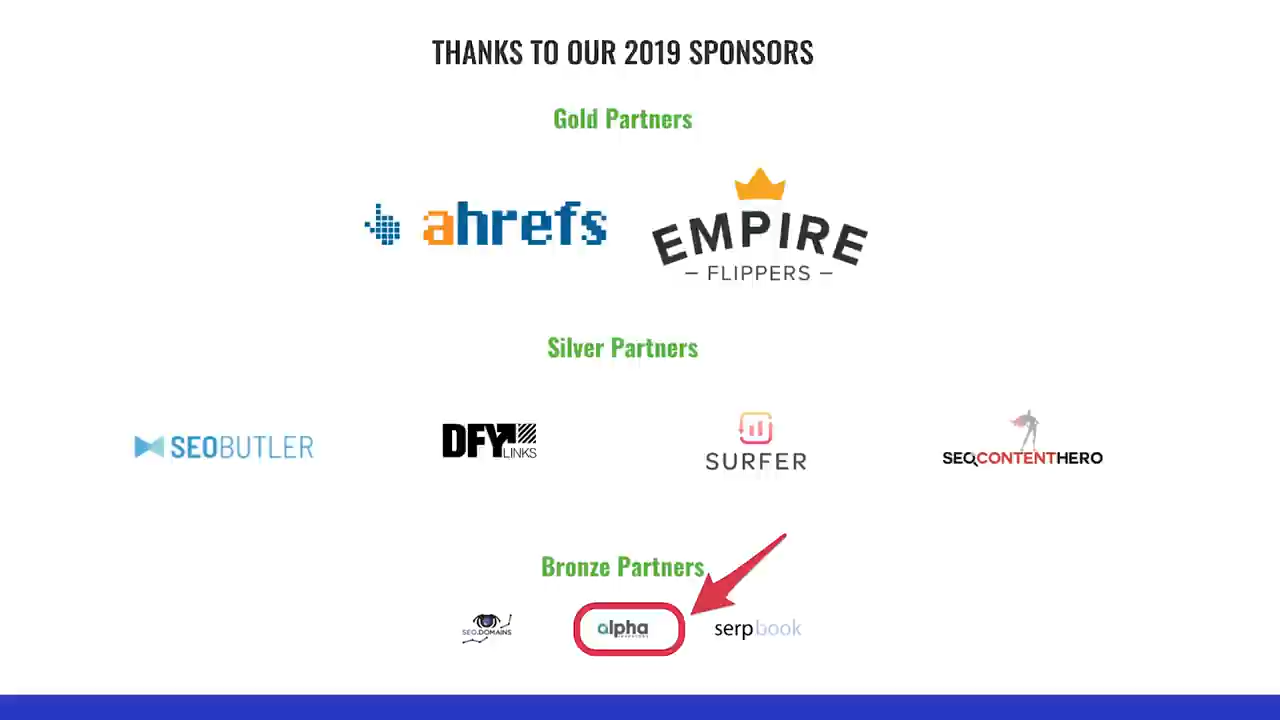 THANKS TO OUR 2019 SPONSORS
Gold Partners
ahrefs
EMPIRE
– FLIPPERS –
Silver Partners
SEOBUTLER
DFY LINKS
SURFER
SEOCONTENTHERO
Bronze Partners
SEO.DOMAINS
alpha
serpbook